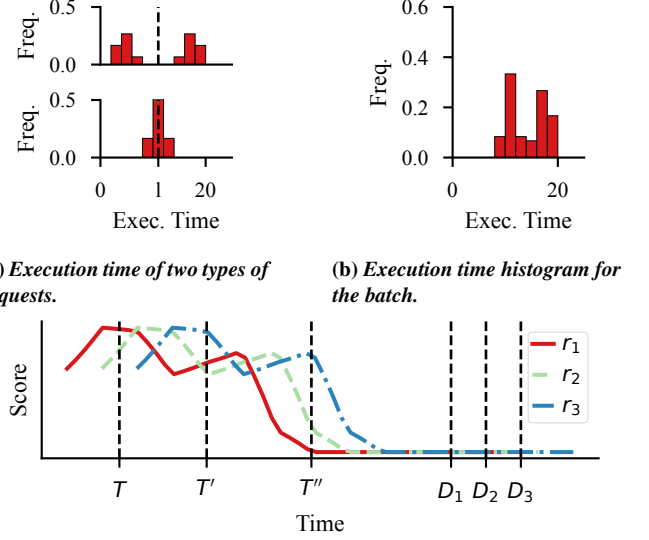 0.5
Freq.
0.0
0.5
Freq.
0.0
0 1 20
Exec. Time
0.6
0.4
Freq.
0.2
0.0
0 20
Exec. Time
) Execution time of two types of
quests.
(b) Execution time histogram for
the batch.
Score
r1
r2
r3
T T′ T″ D1 D2 D3
Time